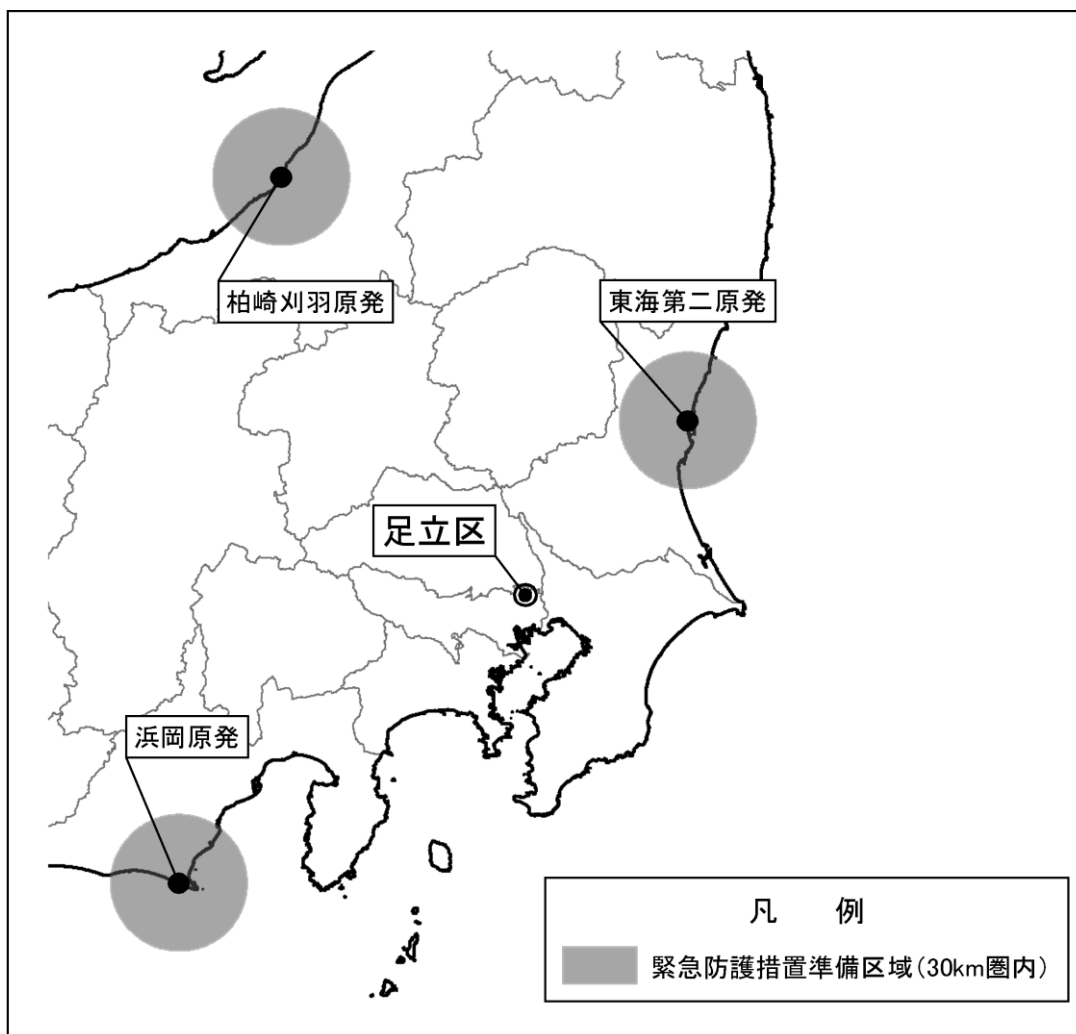 柏崎刈羽原発
東海第二原発
足立区
浜岡原発
凡　例
緊急防護措置準備区域(30km圏内)